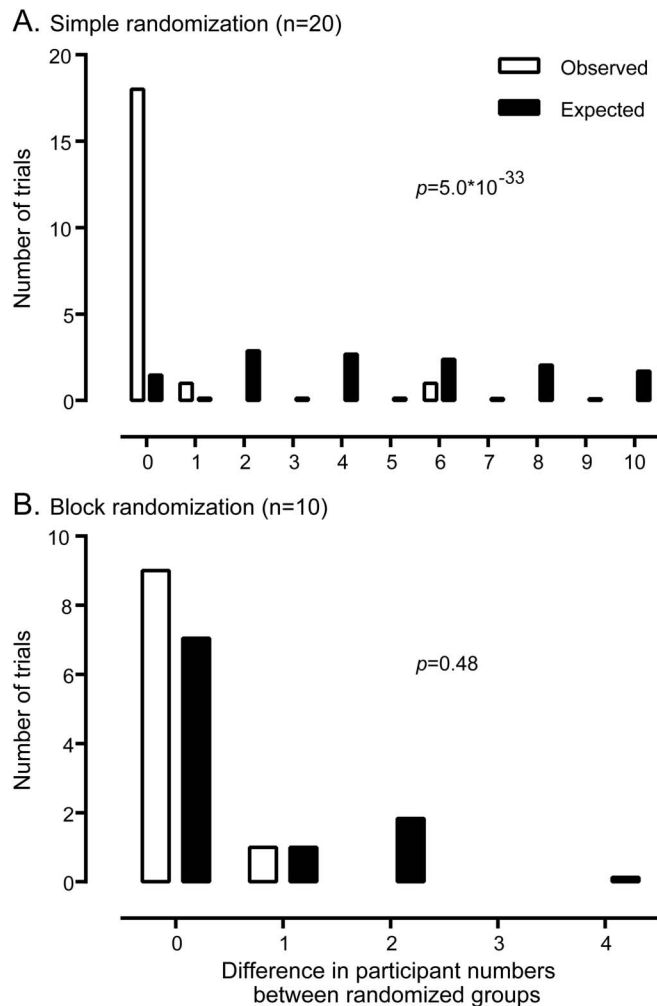 A. Simple randomization (n=20)
Observed
Expected
p=5.0*10^-33
Number of trials
20
15
10
5
0
0 1 2 3 4 5 6 7 8 9 10
B. Block randomization (n=10)
p=0.48
Number of trials
10
8
6
4
2
0
0 1 2 3 4
Difference in participant numbers
between randomized groups